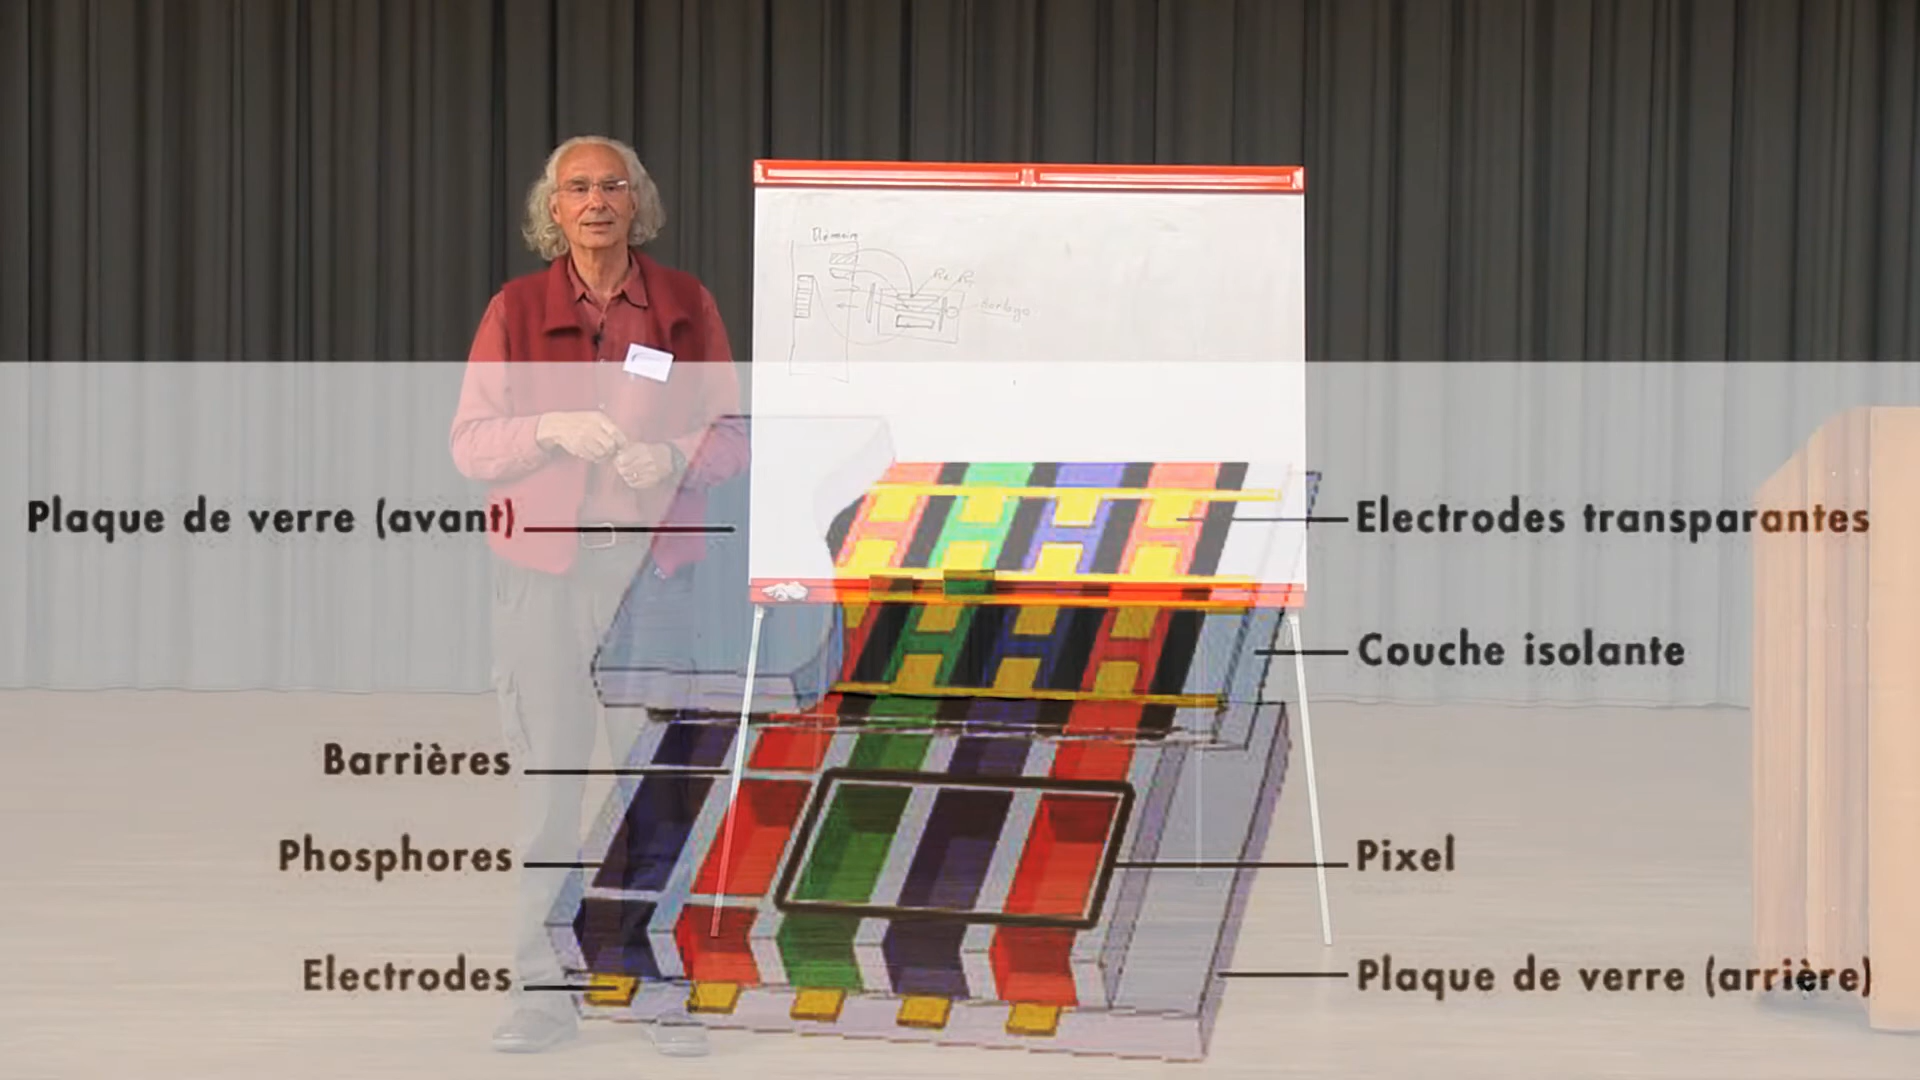 Plaque de verre (avant)
Electrodes transparantes
Couche isolante
Barrières
Phosphores
Pixel
Electrodes
Plaque de verre (arrière)